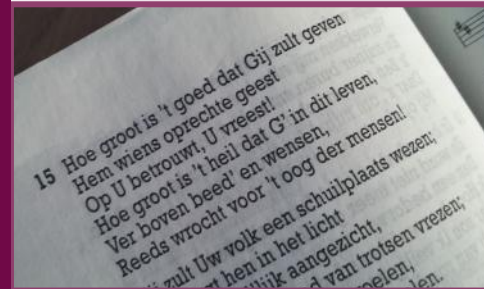 15 Hoe groot is 't goed dat Gij zult geven
Hem wiens oprechte geest
Op U betrouwt, U vreest!
Hoe groot is 't heil dat G' in dit leven,
Ver boven beed' en wensen,
Reeds wrocht voor 't oog der mensen!
zult Uw volk een schuilplaats wezen;
hen in het licht
aangezicht,
van trotsen vrezen;